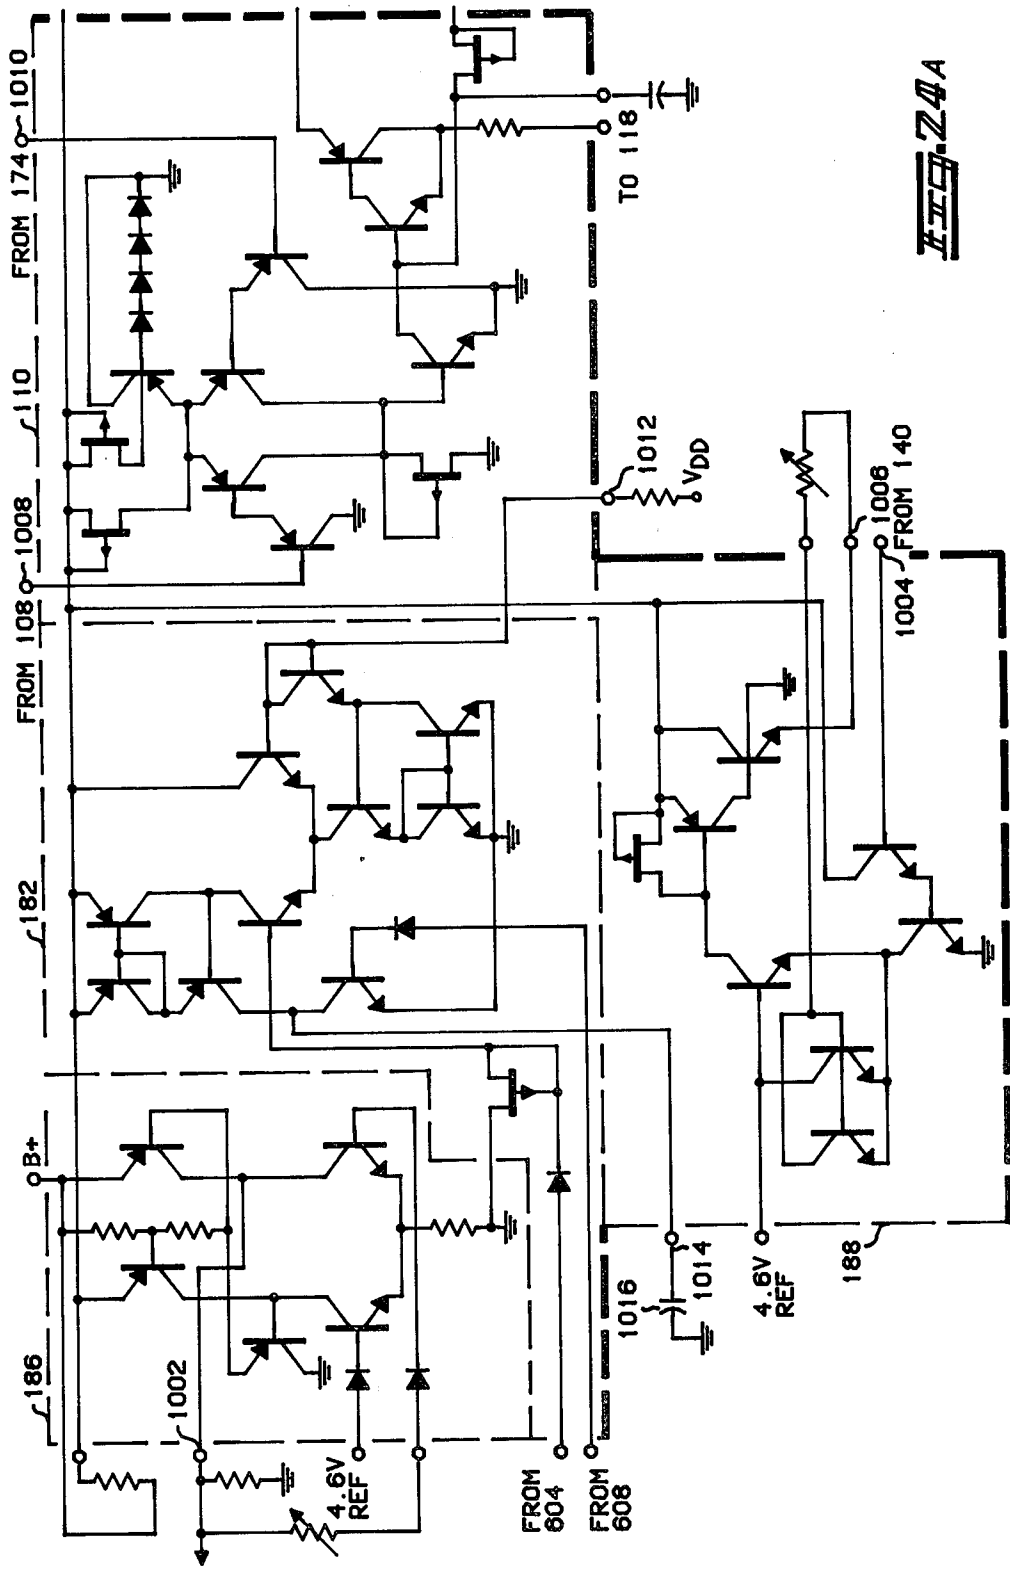 186
B+
182
FROM 108
1008
110
FROM 174
1010
1002
4.6V
REF
FROM
604
FROM
608
1012
VDD
TO 118
1016
1014
4.6V
REF
188
1004
1006
FROM 140
FIG.24A